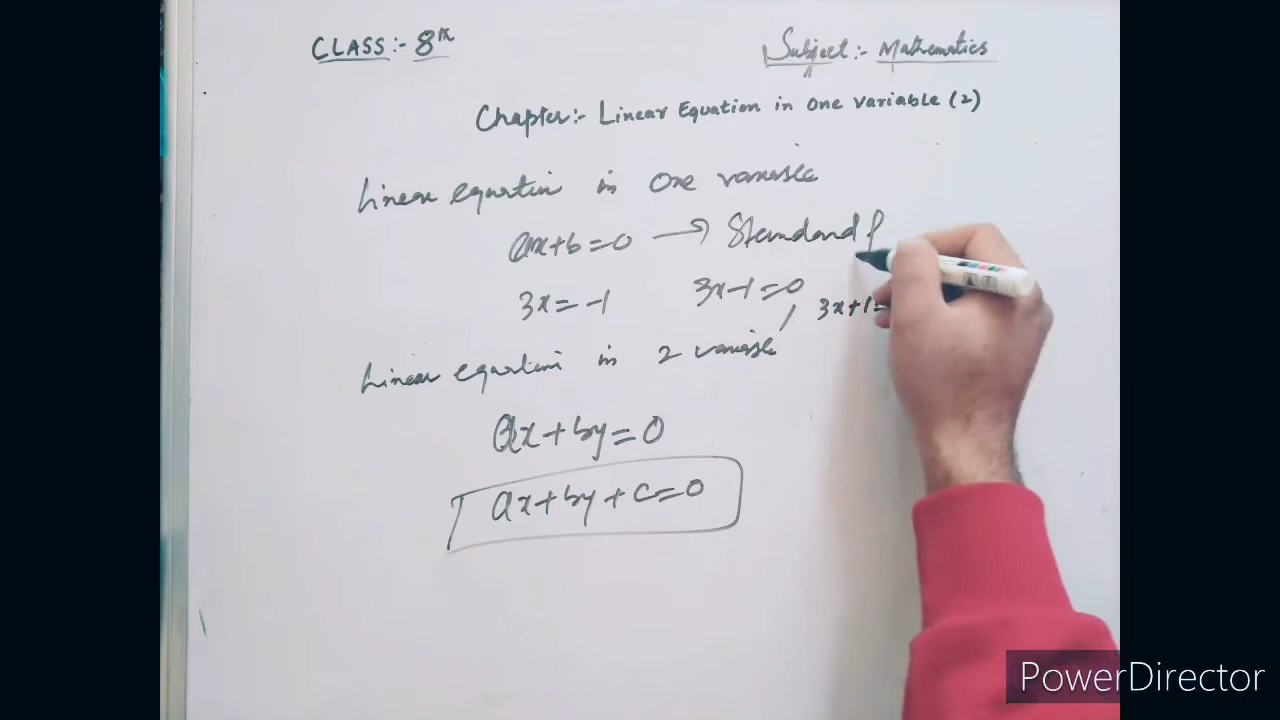 CLASS:- 8th
Subject:- Mathematics
Chapter:- Linear Equation in One variable (2)
Linear equation in One variable
ax+b=0 → Standard f
3x=-1 3x-1=0 3x+1=
Linear equation in 2 variable
ax+by=0
ax+by+c=0
PowerDirector